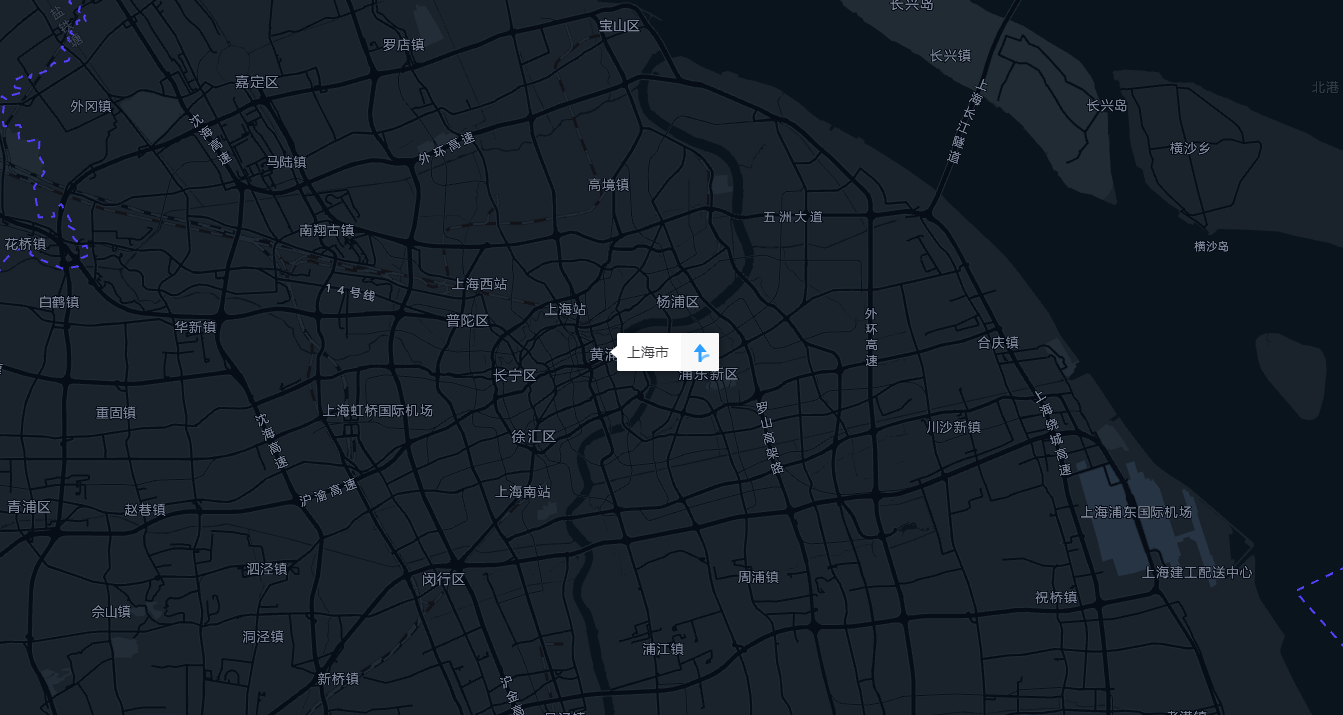 长兴岛
宝山区
罗店镇
长兴镇
嘉定区
北港
外冈镇
长兴岛
上海长江隧道
沈海高速
外环高速
横沙乡
马陆镇
高境镇
五洲大道
南翔古镇
花桥镇
横沙岛
上海西站
14号线
白鹤镇
上海站
杨浦区
华新镇
普陀区
外环高速
合庆镇
黄浦
上海市
长宁区
浦东新区
重固镇
上海虹桥国际机场
罗山高架路
上海绕城高速
沈海高速
川沙新镇
徐汇区
沪渝高速
上海南站
青浦区
赵巷镇
上海浦东国际机场
泗泾镇
闵行区
周浦镇
上海建工配送中心
佘山镇
祝桥镇
洞泾镇
浦江镇
新桥镇
沪金高